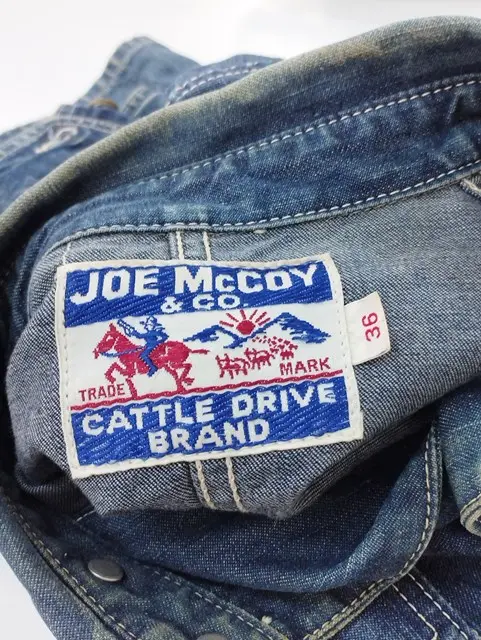 JOE McCOY
& CO.
TRADE MARK
CATTLE DRIVE
BRAND
36